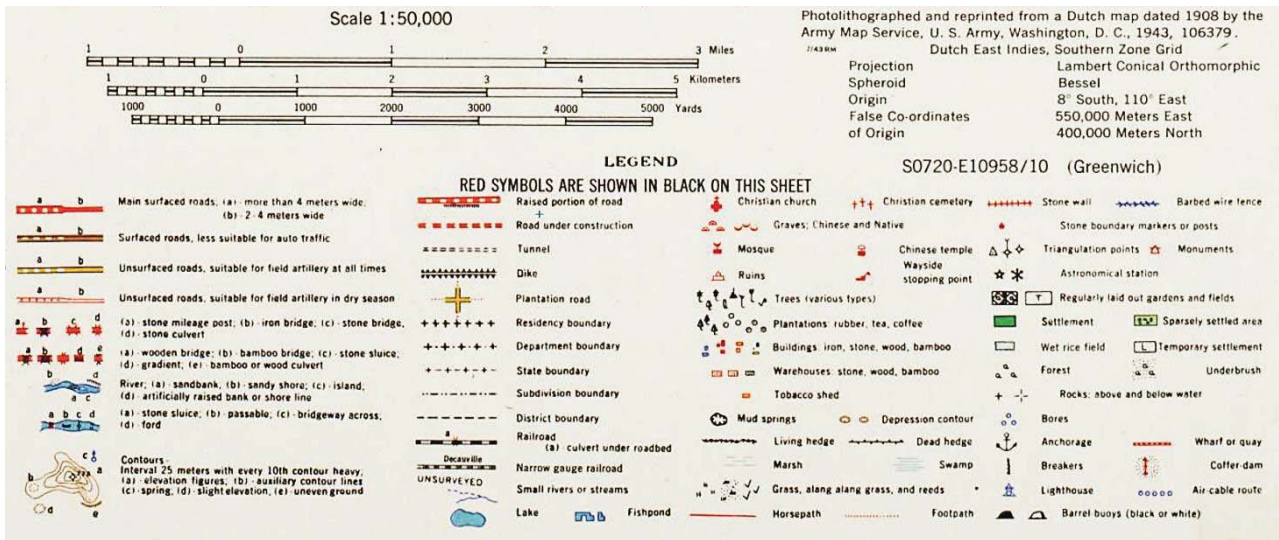 Scale 1:50,000
1 0 1 2 3 Miles
1 0 1 2 3 4 5 Kilometers
1000 0 1000 2000 3000 4000 5000 Yards
Photolithographed and reprinted from a Dutch map dated 1908 by the
Army Map Service, U. S. Army, Washington, D. C., 1943, 106379.
7/43 RM Dutch East Indies, Southern Zone Grid
Projection Lambert Conical Orthomorphic
Spheroid Bessel
Origin 8° South, 110° East
False Co-ordinates 550,000 Meters East
of Origin 400,000 Meters North
LEGEND
S0720-E10958/10 (Greenwich)
RED SYMBOLS ARE SHOWN IN BLACK ON THIS SHEET
a b
Main surfaced roads; (a) - more than 4 meters wide,
(b) - 2-4 meters wide
a b
Surfaced roads, less suitable for auto traffic
a b
Unsurfaced roads, suitable for field artillery at all times
a b
Unsurfaced roads, suitable for field artillery in dry season
a b c d
(a) - stone mileage post; (b) - iron bridge; (c) - stone bridge,
(d) - stone culvert
a b c d e
(a) - wooden bridge; (b) - bamboo bridge; (c) - stone sluice;
(d) - gradient; (e) - bamboo or wood culvert
b d
a c
River; (a) - sandbank, (b) - sandy shore; (c) - island,
(d) - artificially raised bank or shore line
a b c d
(a) - stone sluice; (b) - passable; (c) - bridgeway across,
(d) - ford
c a b d e
Contours -
Interval 25 meters with every 10th contour heavy,
(a) - elevation figures; (b) - auxiliary contour lines
(c) - spring, (d) - slight elevation, (e) - uneven ground
Raised portion of road
Road under construction
Tunnel
Dike
Plantation road
Residency boundary
Department boundary
State boundary
Subdivision boundary
District boundary
a
Railroad
(a) - culvert under roadbed
Decauville
Narrow gauge railroad
UNSURVEYED
Small rivers or streams
Lake Fishpond
Christian church Christian cemetery
Graves; Chinese and Native
Mosque Chinese temple
Ruins Wayside
stopping point
Trees (various types)
Plantations: rubber, tea, coffee
Buildings: iron, stone, wood, bamboo
Warehouses: stone, wood, bamboo
Tobacco shed
Mud springs Depression contour
Living hedge Dead hedge
Marsh Swamp
Grass, along alang grass, and reeds
Horsepath Footpath
Stone wall Barbed wire fence
Stone boundary markers or posts
Triangulation points Monuments
Astronomical station
T Regularly laid out gardens and fields
Settlement Sparsely settled area
Wet rice field L Temporary settlement
Forest Underbrush
Rocks: above and below water
Bores
Anchorage Wharf or quay
Breakers Coffer-dam
Lighthouse Air-cable route
Barrel buoys (black or white)